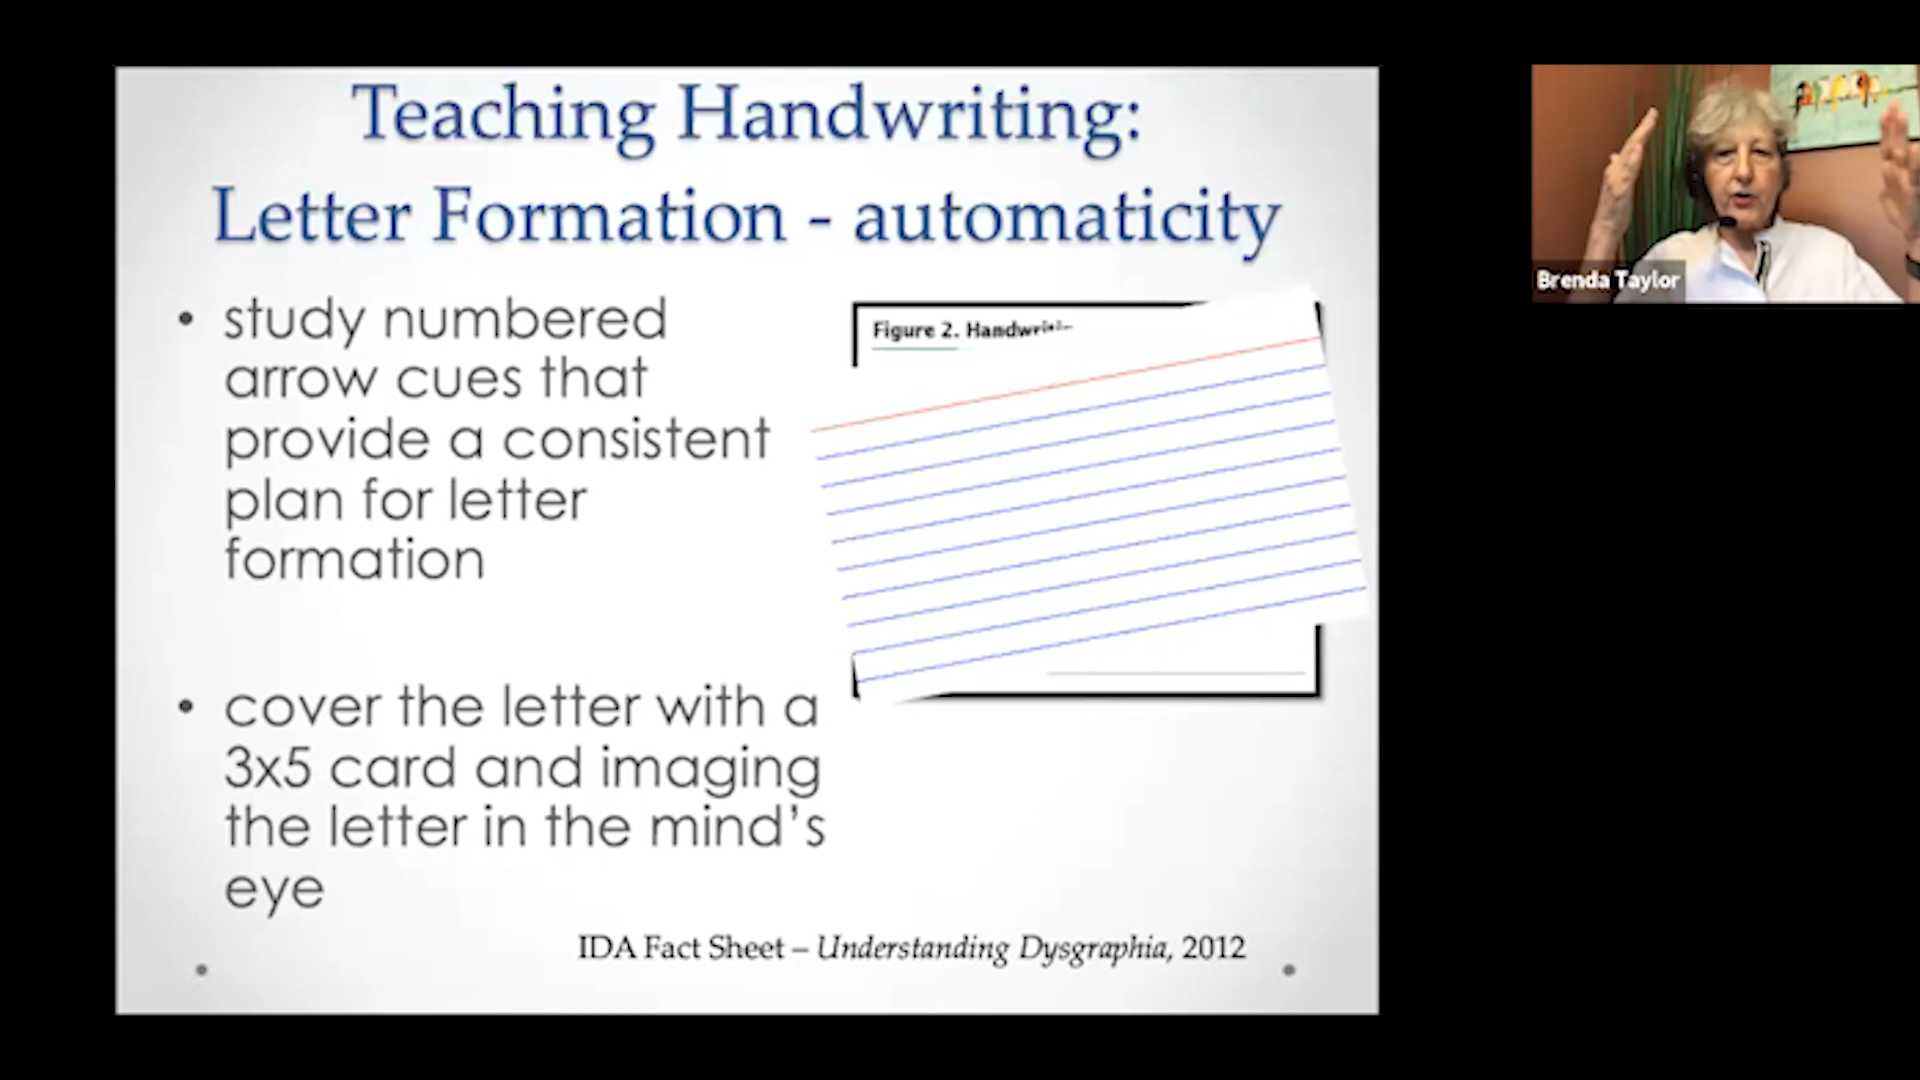 Teaching Handwriting:
Letter Formation - automaticity
• study numbered
arrow cues that
provide a consistent
plan for letter
formation
Figure 2.
• cover the letter with a
3x5 card and imaging
the letter in the mind’s
eye
IDA Fact Sheet – Understanding Dysgraphia, 2012
Brenda Taylor